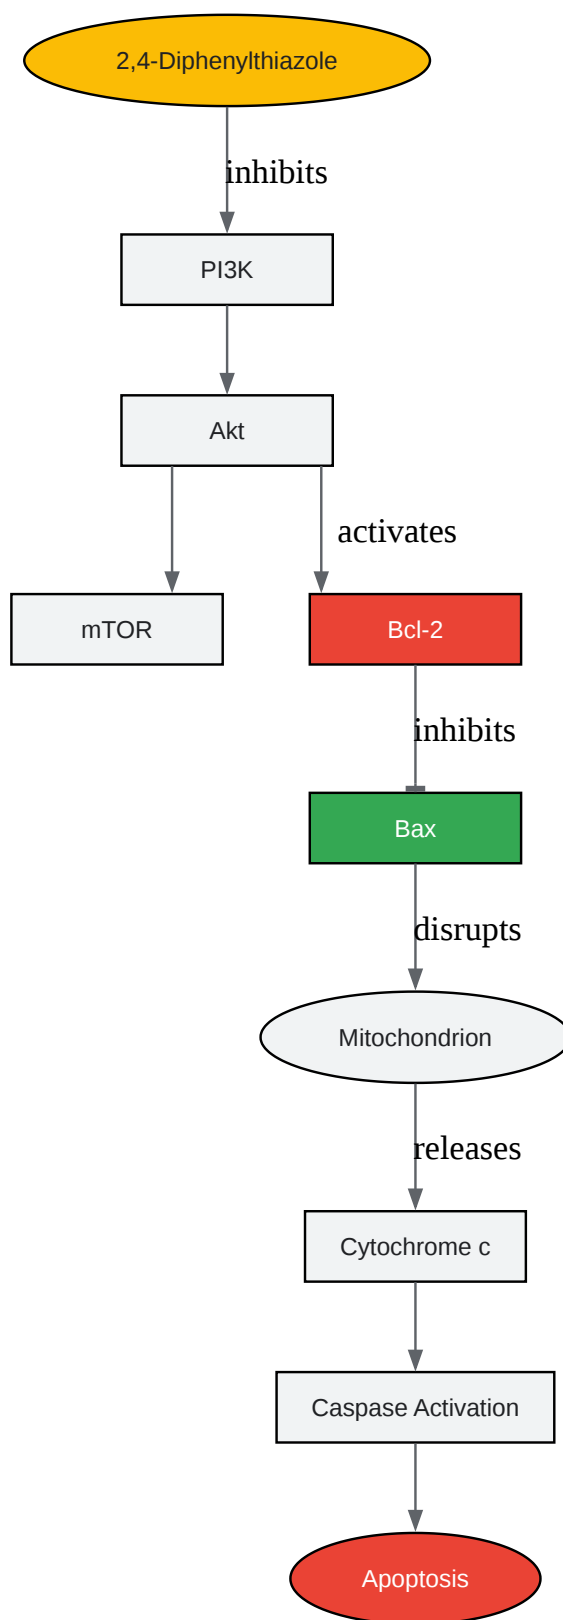 2,4-Diphenylthiazole
inhibits
PI3K
Akt
activates
mTOR
Bcl-2
inhibits
Bax
disrupts
Mitochondrion
releases
Cytochrome c
Caspase Activation
Apoptosis